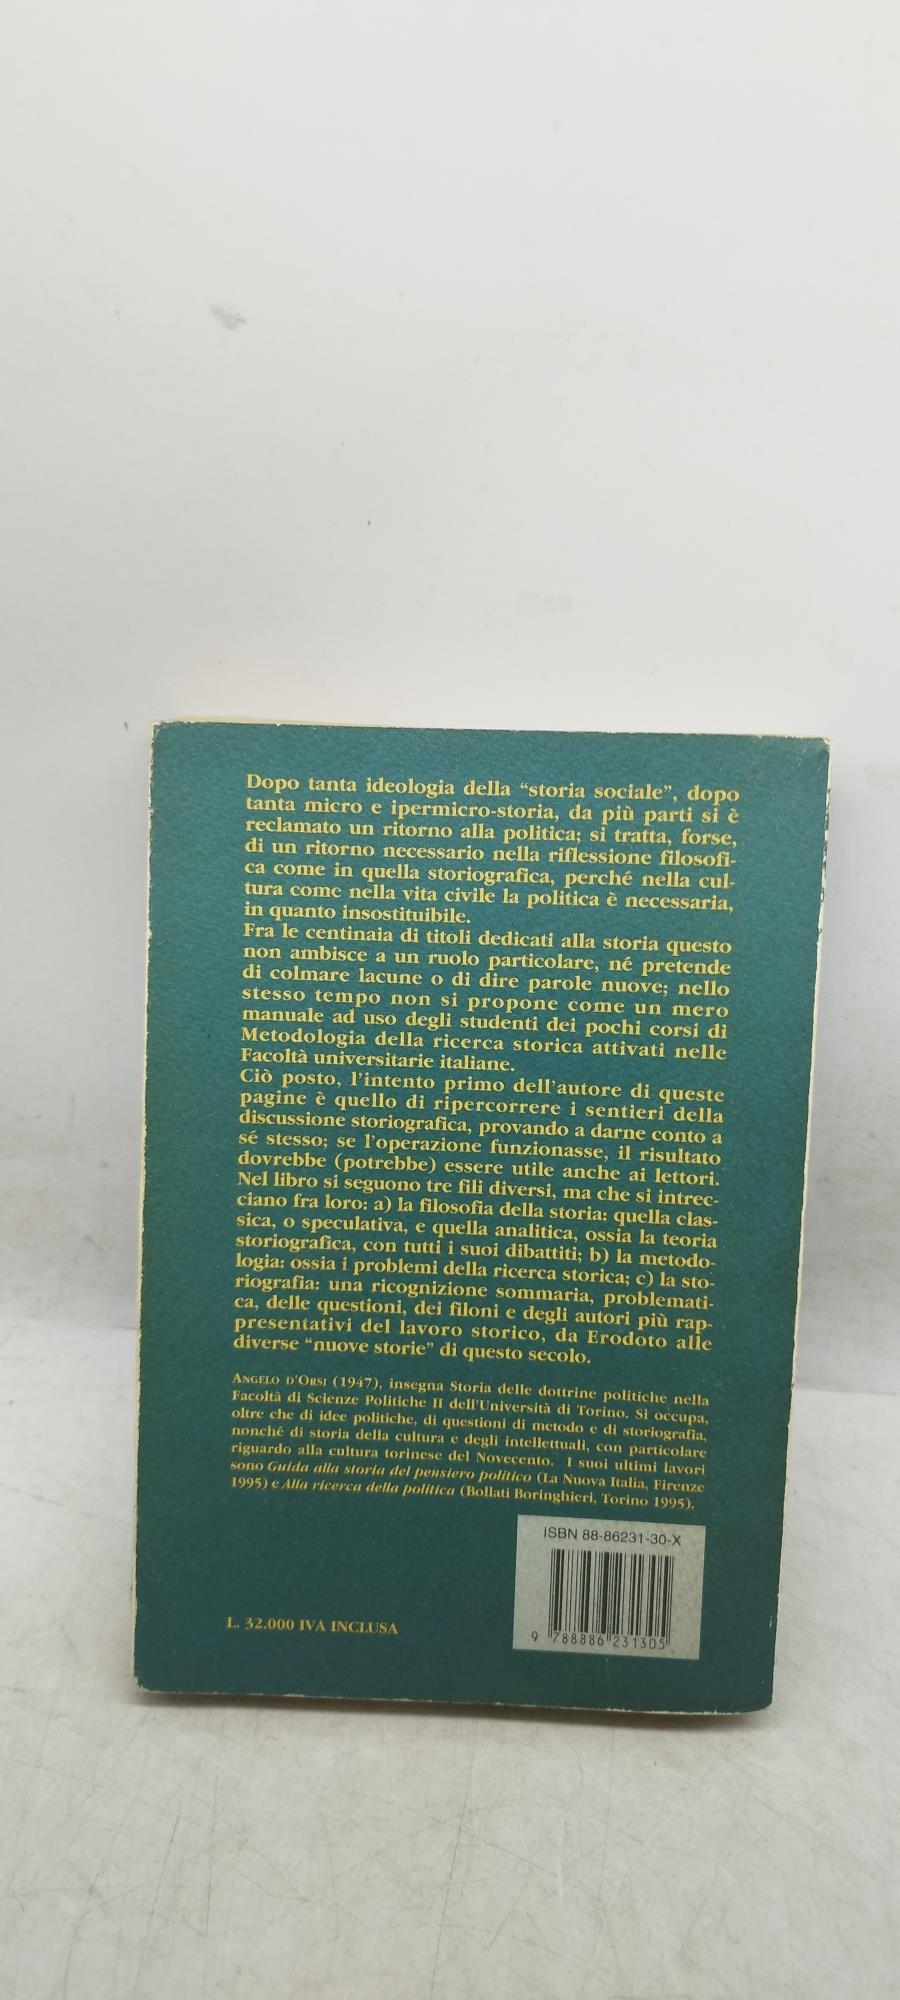 Dopo tanta ideologia della “storia sociale”, dopo
tanta micro e ipermicro-storia, da più parti si è
reclamato un ritorno alla politica; si tratta, forse,
di un ritorno necessario nella riflessione filosofi-
ca come in quella storiografica, perché nella cul-
tura come nella vita civile la politica è necessaria,
in quanto insostituibile.
Fra le centinaia di titoli dedicati alla storia questo
non ambisce a un ruolo particolare, né pretende
di colmare lacune o di dire parole nuove; nello
stesso tempo non si propone come un mero
manuale ad uso degli studenti dei pochi corsi di
Metodologia della ricerca storica attivati nelle
Facoltà universitarie italiane.
Ciò posto, l'intento primo dell'autore di queste
pagine è quello di ripercorrere i sentieri della
discussione storiografica, provando a darne conto a
sé stesso; se l'operazione funzionasse, il risultato
dovrebbe (potrebbe) essere utile anche ai lettori.
Nel libro si seguono tre fili diversi, ma che si intrec-
ciano fra loro: a) la filosofia della storia: quella clas-
sica, o speculativa, e quella analitica, ossia la teoria
storiografica, con tutti i suoi dibattiti; b) la metodo-
logia: ossia i problemi della ricerca storica; c) la sto-
riografia: una ricognizione sommaria, problemati-
ca, delle questioni, dei filoni e degli autori più rap-
presentativi del lavoro storico, da Erodoto alle
diverse “nuove storie” di questo secolo.
ANGELO D'ORSI (1947), insegna Storia delle dottrine politiche nella
Facoltà di Scienze Politiche II dell'Università di Torino. Si occupa,
oltre che di idee politiche, di questioni di metodo e di storiografia,
nonché di storia della cultura e degli intellettuali, con particolare
riguardo alla cultura torinese del Novecento. I suoi ultimi lavori
sono Guida alla storia del pensiero politico (La Nuova Italia, Firenze
1995) e Alla ricerca della politica (Bollati Boringhieri, Torino 1995).
ISBN 88-86231-30-X
9 788886 231305
L. 32.000 IVA INCLUSA